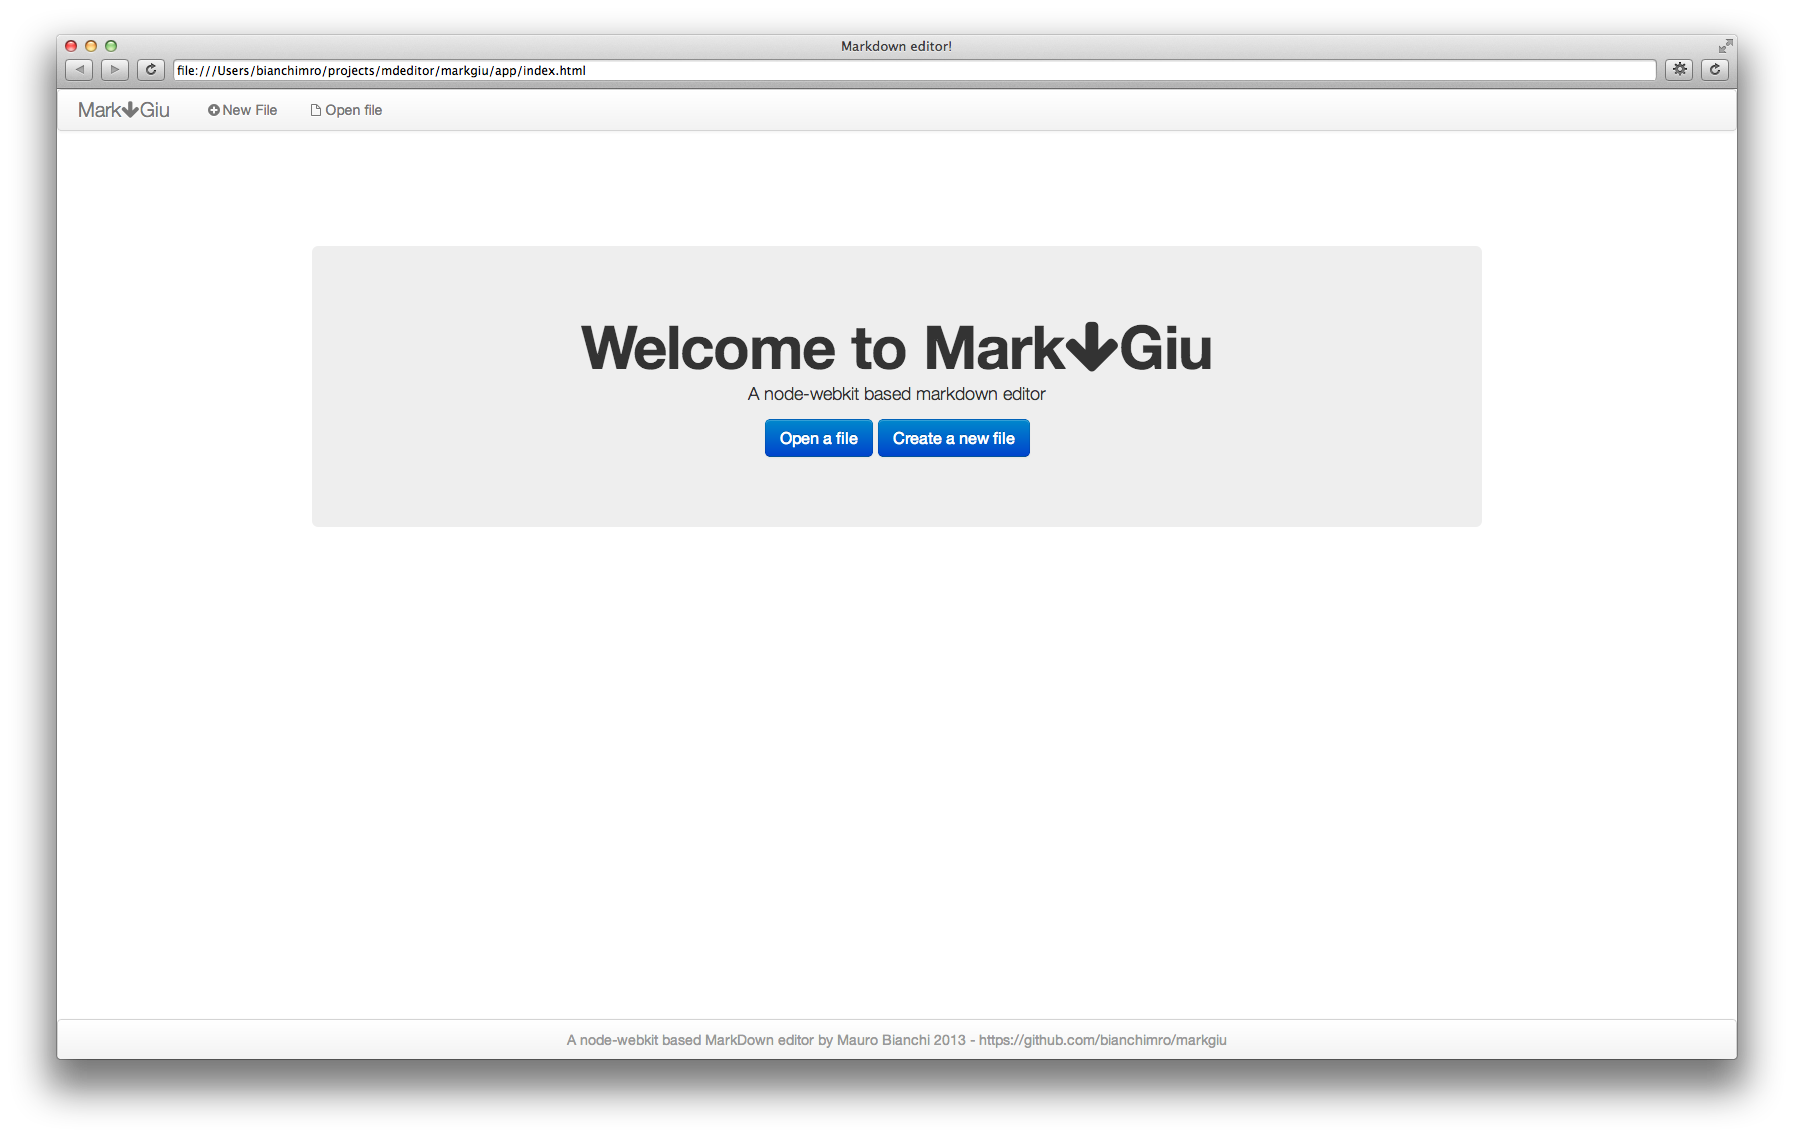 Markdown editor!
file:///Users/bianchimro/projects/mdeditor/markgiu/app/index.html
Mark Giu New File Open file
Welcome to Mark Giu
A node-webkit based markdown editor
Open a file Create a new file
A node-webkit based MarkDown editor by Mauro Bianchi 2013 - https://github.com/bianchimro/markgiu